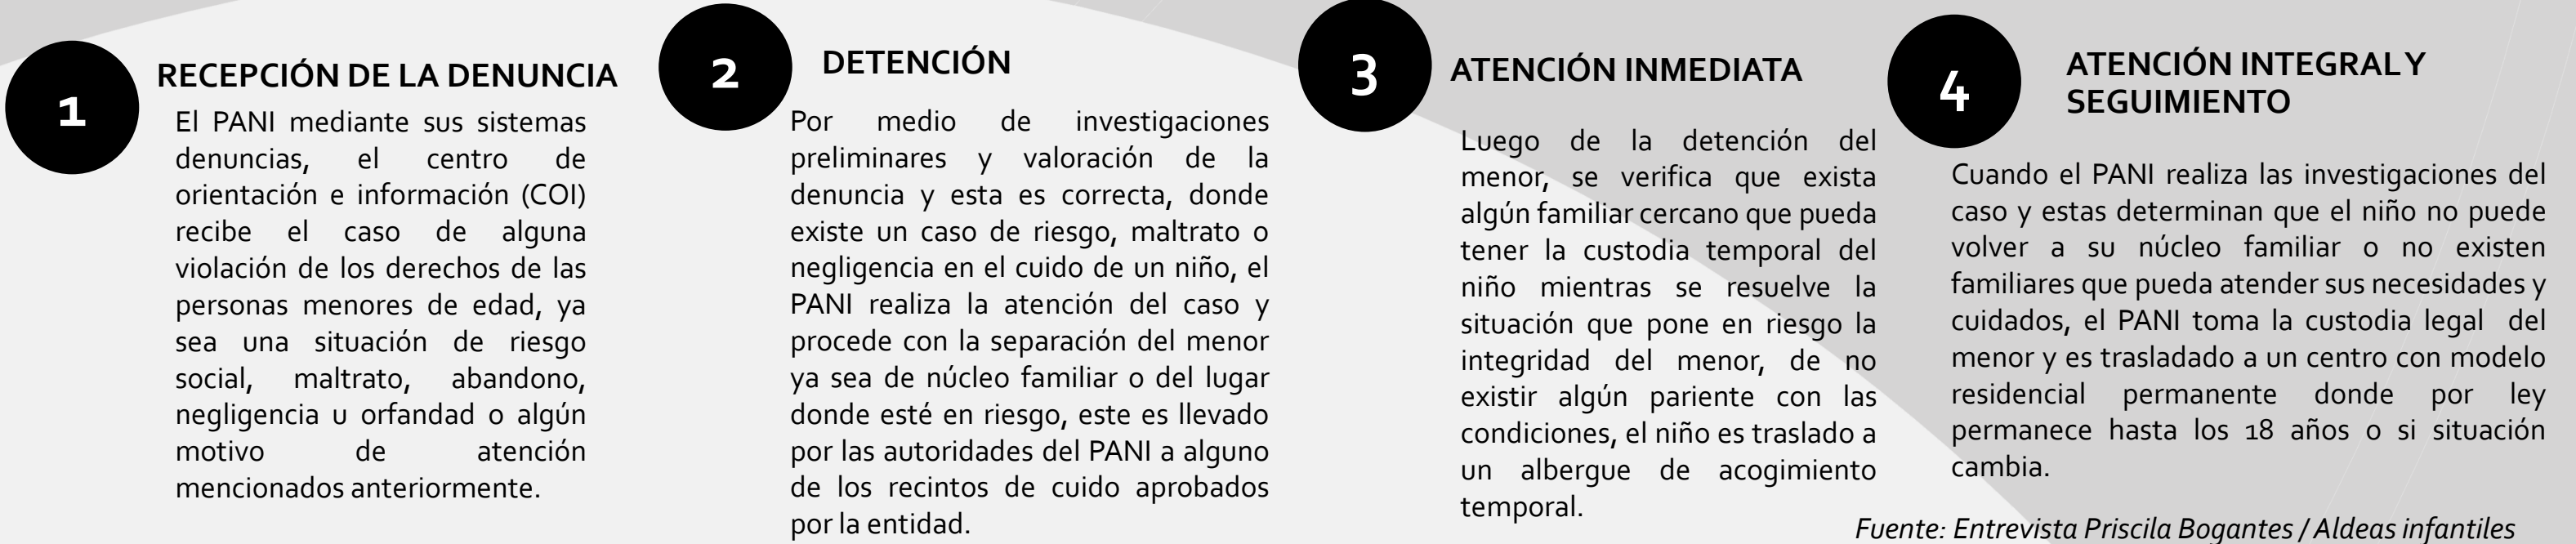 1
RECEPCIÓN DE LA DENUNCIA
El PANI mediante sus sistemas
denuncias, el centro de
orientación e información (COI)
recibe el caso de alguna
violación de los derechos de las
personas menores de edad, ya
sea una situación de riesgo
social, maltrato, abandono,
negligencia u orfandad o algún
motivo de atención
mencionados anteriormente.
2
DETENCIÓN
Por medio de investigaciones
preliminares y valoración de la
denuncia y esta es correcta, donde
existe un caso de riesgo, maltrato o
negligencia en el cuido de un niño, el
PANI realiza la atención del caso y
procede con la separación del menor
ya sea de núcleo familiar o del lugar
donde esté en riesgo, este es llevado
por las autoridades del PANI a alguno
de los recintos de cuido aprobados
por la entidad.
3
ATENCIÓN INMEDIATA
Luego de la detención del
menor, se verifica que exista
algún familiar cercano que pueda
tener la custodia temporal del
niño mientras se resuelve la
situación que pone en riesgo la
integridad del menor, de no
existir algún pariente con las
condiciones, el niño es traslado a
un albergue de acogimiento
temporal.
4
ATENCIÓN INTEGRAL Y
SEGUIMIENTO
Cuando el PANI realiza las investigaciones del
caso y estas determinan que el niño no puede
volver a su núcleo familiar o no existen
familiares que pueda atender sus necesidades y
cuidados, el PANI toma la custodia legal del
menor y es trasladado a un centro con modelo
residencial permanente donde por ley
permanece hasta los 18 años o si situación
cambia.
Fuente: Entrevista Priscila Bogantes / Aldeas infantiles